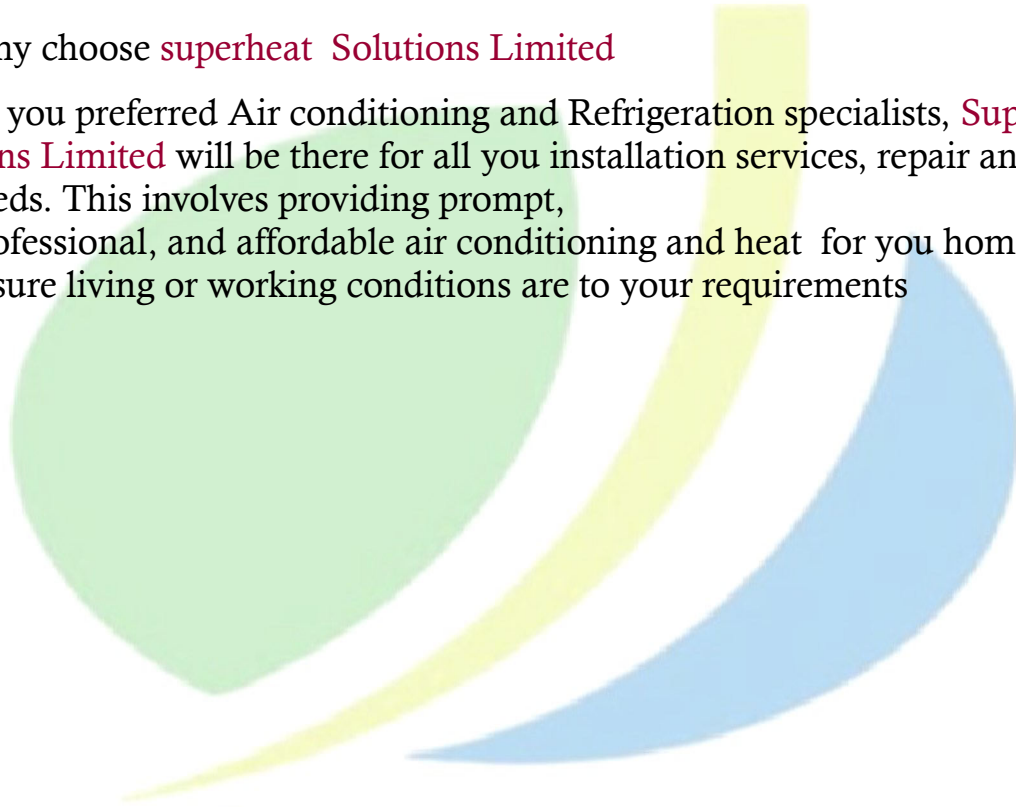 ny choose superheat Solutions Limited
you preferred Air conditioning and Refrigeration specialists, Sup
ns Limited will be there for all you installation services, repair an
eds. This involves providing prompt,
ofessional, and affordable air conditioning and heat for you hom
sure living or working conditions are to your requirements